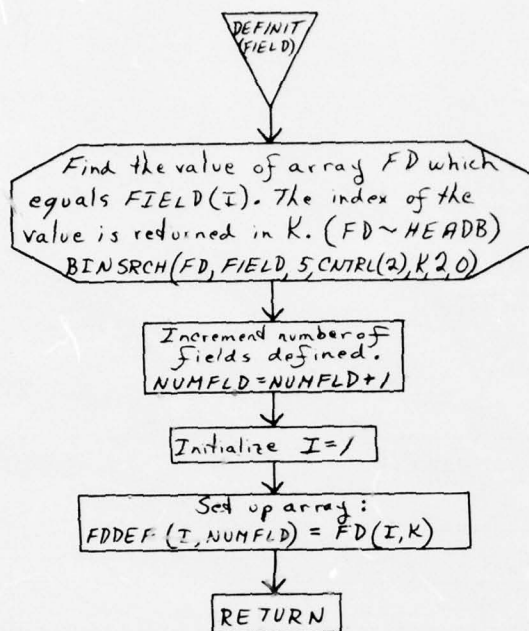 DEFINIT
(FIELD)
Find the value of array FD which
equals FIELD(I). The index of the
value is returned in K. (FD~HEADB)
BINSRCH(FD, FIELD, 5, CNTRL(2), K, 2, 0)
Increment number of
fields defined.
NUMFLD=NUMFLD+1
Initialize I=1
Set up array:
FDDEF(I, NUMFLD) = FD(I,K)
RETURN